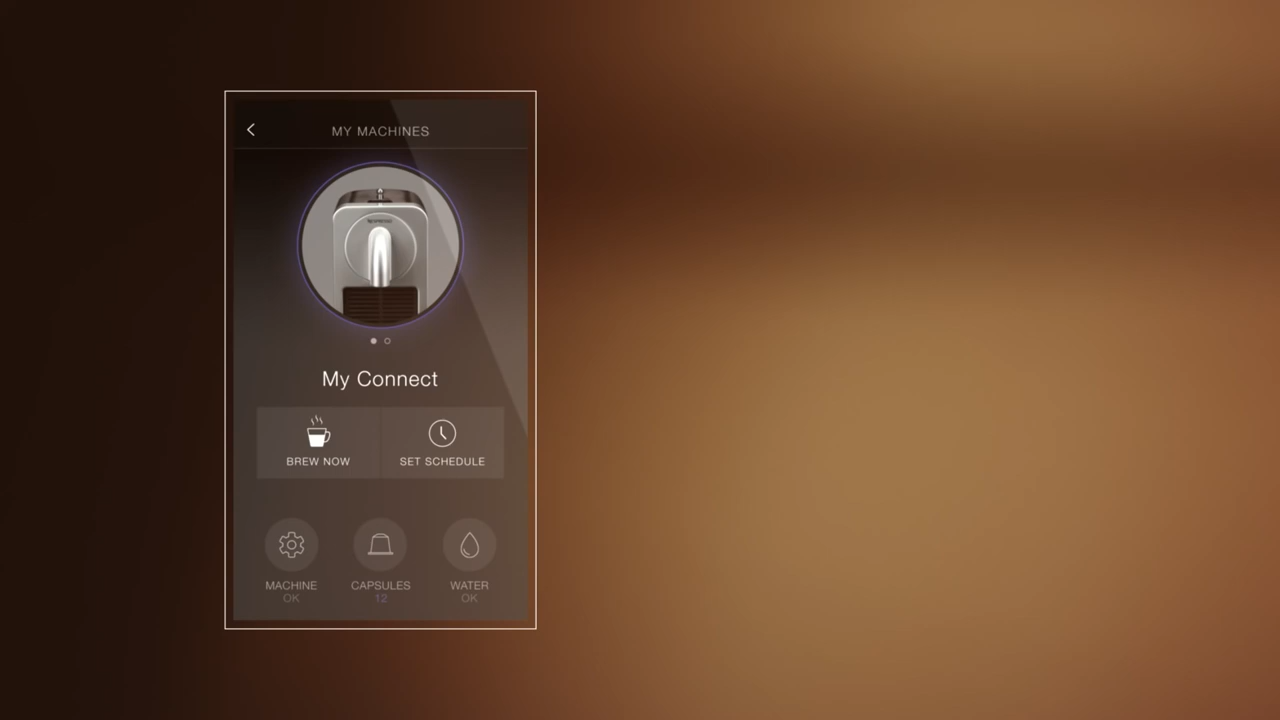 MY MACHINES
My Connect
BREW NOW
SET SCHEDULE
MACHINE
OK
CAPSULES
12
WATER
OK